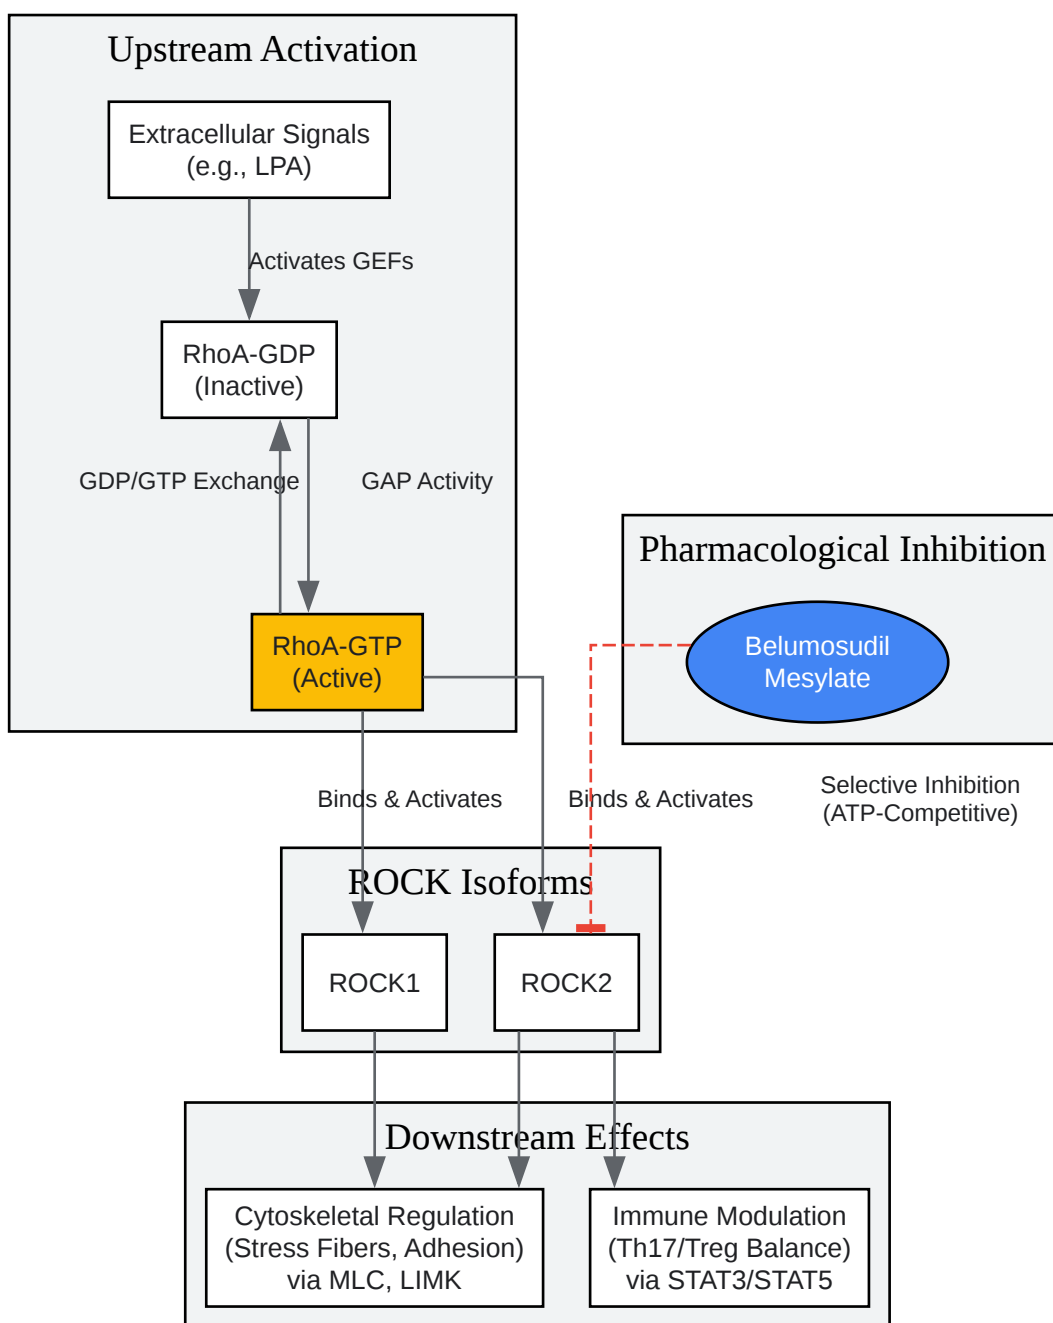 Upstream Activation
Extracellular Signals
(e.g., LPA)
Activates GEFs
RhoA-GDP
(Inactive)
GDP/GTP Exchange
GAP Activity
RhoA-GTP
(Active)
Pharmacological Inhibition
Belumosudil
Mesylate
Binds & Activates
Binds & Activates
Selective Inhibition
(ATP-Competitive)
ROCK Isoforms
ROCK1
ROCK2
Downstream Effects
Cytoskeletal Regulation
(Stress Fibers, Adhesion)
via MLC, LIMK
Immune Modulation
(Th17/Treg Balance)
via STAT3/STAT5